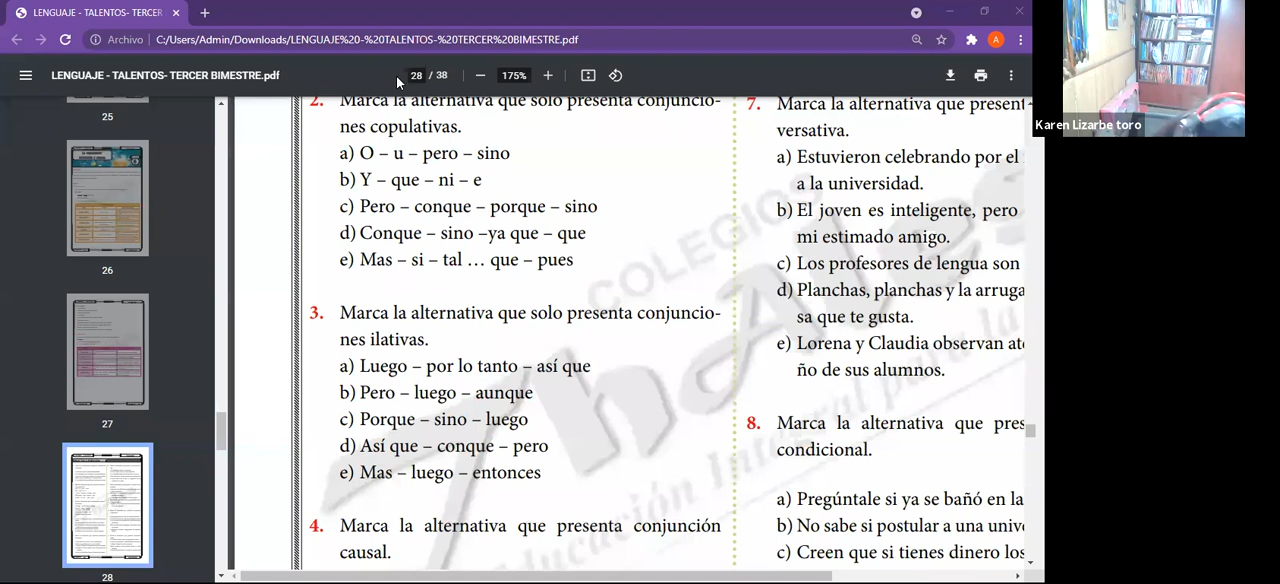 LENGUAJE - TALENTOS- TERCER
Archivo
C:/Users/Admin/Downloads/LENGUAJE%20-%20TALENTOS-%20TERCER%20BIMESTRE.pdf
A
LENGUAJE - TALENTOS- TERCER BIMESTRE.pdf
28 / 38
175%
Karen Lizarbe toro
25
26
27
28
2. Marca la alternativa que solo presenta conjuncio-
nes copulativas.
a) O – u – pero – sino
b) Y – que – ni – e
c) Pero – conque – porque – sino
d) Conque – sino –ya que – que
e) Mas – si – tal … que – pues
3. Marca la alternativa que solo presenta conjuncio-
nes ilativas.
a) Luego – por lo tanto – así que
b) Pero – luego – aunque
c) Porque – sino – luego
d) Así que – conque – pero
e) Mas – luego – entonces
4. Marca la alternativa que presenta conjunción
causal.
7. Marca la alternativa que present
versativa.
a) Estuvieron celebrando por el
a la universidad.
b) El joven es inteligente, pero
mi estimado amigo.
c) Los profesores de lengua son
d) Planchas, planchas y la arruga
sa que te gusta.
e) Lorena y Claudia observan ate
ño de sus alumnos.
8. Marca la alternativa que pres
condicional.
a) Pregúntale si ya se bañó en la
b) No sabe si postular a una univ
c) Creen que si tienes dinero los
COLEGIOS
Thales